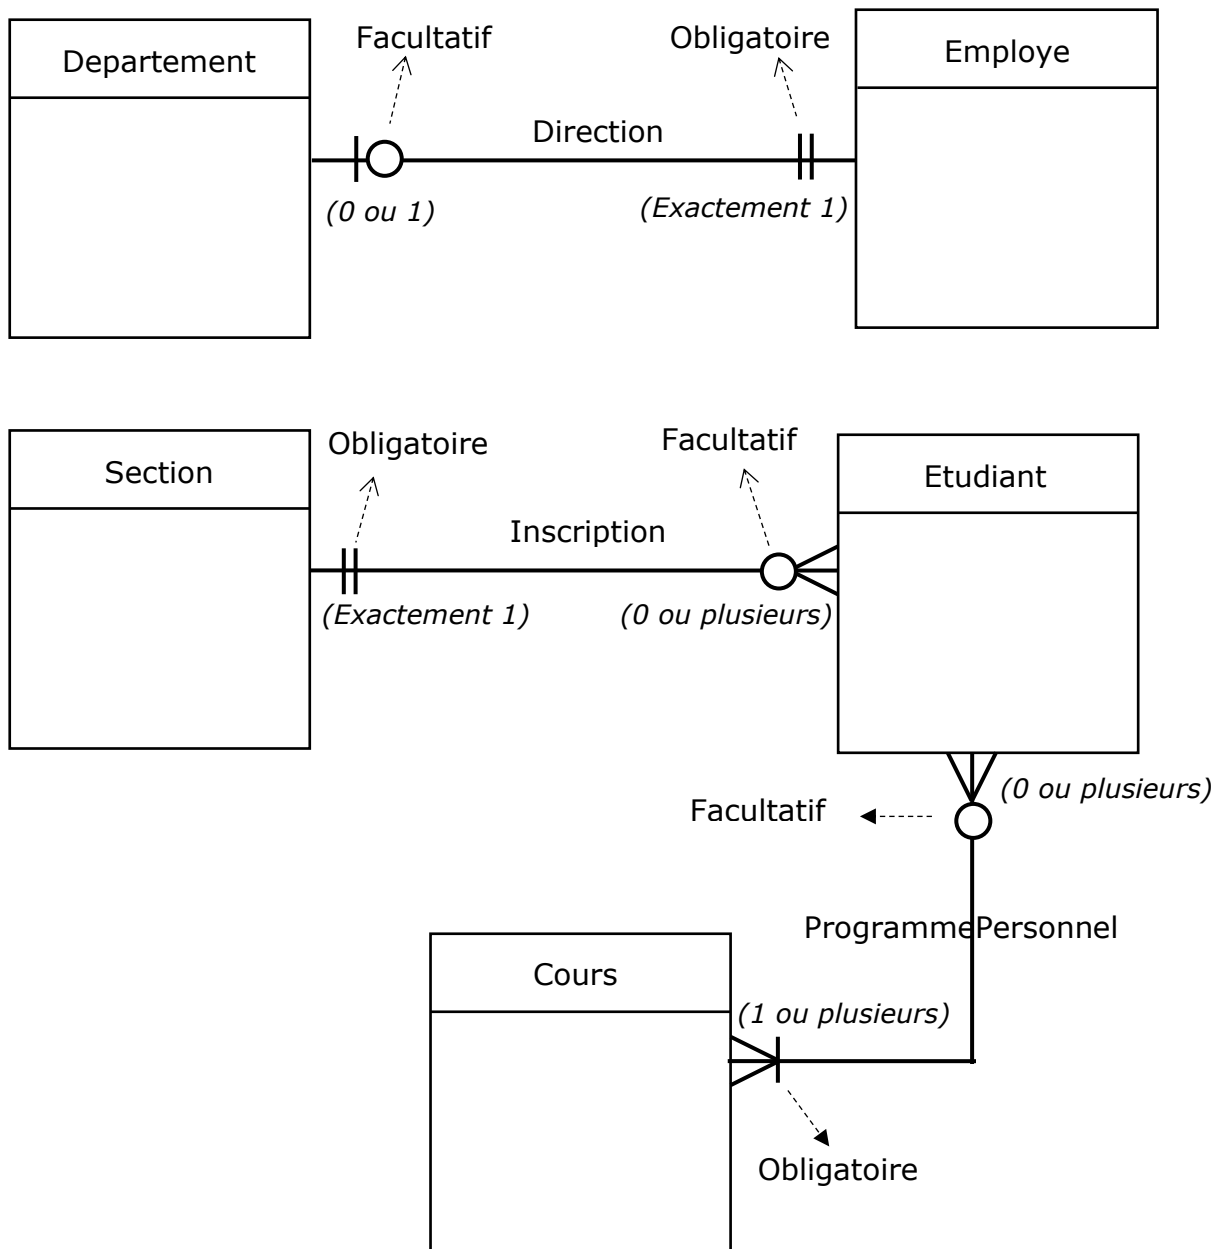 Departement
Facultatif
Obligatoire
Employe
Direction
(0 ou 1)
(Exactement 1)
Section
Obligatoire
Facultatif
Etudiant
Inscription
(Exactement 1)
(0 ou plusieurs)
(0 ou plusieurs)
Facultatif
ProgrammePersonnel
Cours
(1 ou plusieurs)
Obligatoire